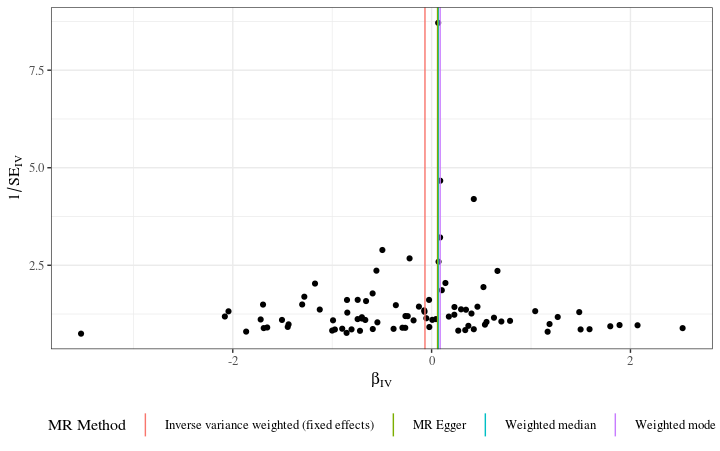 7.5
5.0
2.5
1/SE_IV
-2
0
2
β_IV
MR Method Inverse variance weighted (fixed effects) MR Egger Weighted median Weighted mode